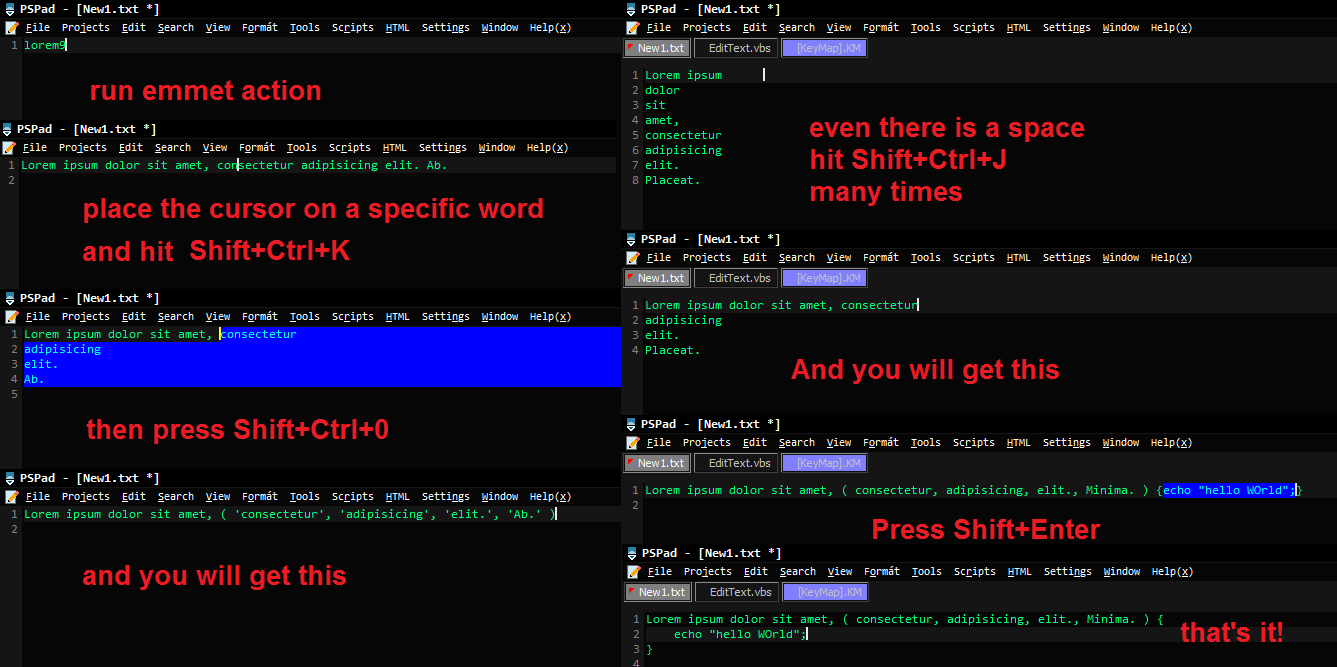 PSPad - [New1.txt *]
File Projects Edit Search View Formát Tools Scripts HTML Settings Window Help(x)
1 lorem9
run emmet action
PSPad - [New1.txt *]
File Projects Edit Search View Formát Tools Scripts HTML Settings Window Help(x)
1 Lorem ipsum dolor sit amet, consectetur adipisicing elit. Ab.
2
place the cursor on a specific word
and hit Shift+Ctrl+K
PSPad - [New1.txt *]
File Projects Edit Search View Formát Tools Scripts HTML Settings Window Help(x)
1 Lorem ipsum dolor sit amet, consectetur
2 adipisicing
3 elit.
4 Ab.
5
then press Shift+Ctrl+0
PSPad - [New1.txt *]
File Projects Edit Search View Formát Tools Scripts HTML Settings Window Help(x)
1 Lorem ipsum dolor sit amet, ( 'consectetur', 'adipisicing', 'elit.', 'Ab.' )
2
and you will get this
PSPad - [New1.txt *]
File Projects Edit Search View Formát Tools Scripts HTML Settings Window Help(x)
New1.txt EditText.vbs [KeyMap].KM
1 Lorem ipsum
2 dolor
3 sit
4 amet,
5 consectetur
6 adipisicing
7 elit.
8 Placeat.
even there is a space
hit Shift+Ctrl+J
many times
PSPad - [New1.txt *]
File Projects Edit Search View Formát Tools Scripts HTML Settings Window Help(x)
New1.txt EditText.vbs [KeyMap].KM
1 Lorem ipsum dolor sit amet, consectetur
2 adipisicing
3 elit.
4 Placeat.
And you will get this
PSPad - [New1.txt *]
File Projects Edit Search View Formát Tools Scripts HTML Settings Window Help(x)
New1.txt EditText.vbs [KeyMap].KM
1 Lorem ipsum dolor sit amet, ( consectetur, adipisicing, elit., Minima. ) {echo "hello WOrld";}
2
Press Shift+Enter
PSPad - [New1.txt *]
File Projects Edit Search View Formát Tools Scripts HTML Settings Window Help(x)
New1.txt EditText.vbs [KeyMap].KM
1 Lorem ipsum dolor sit amet, ( consectetur, adipisicing, elit., Minima. ) {
2 echo "hello WOrld";
3 }
4
that's it!